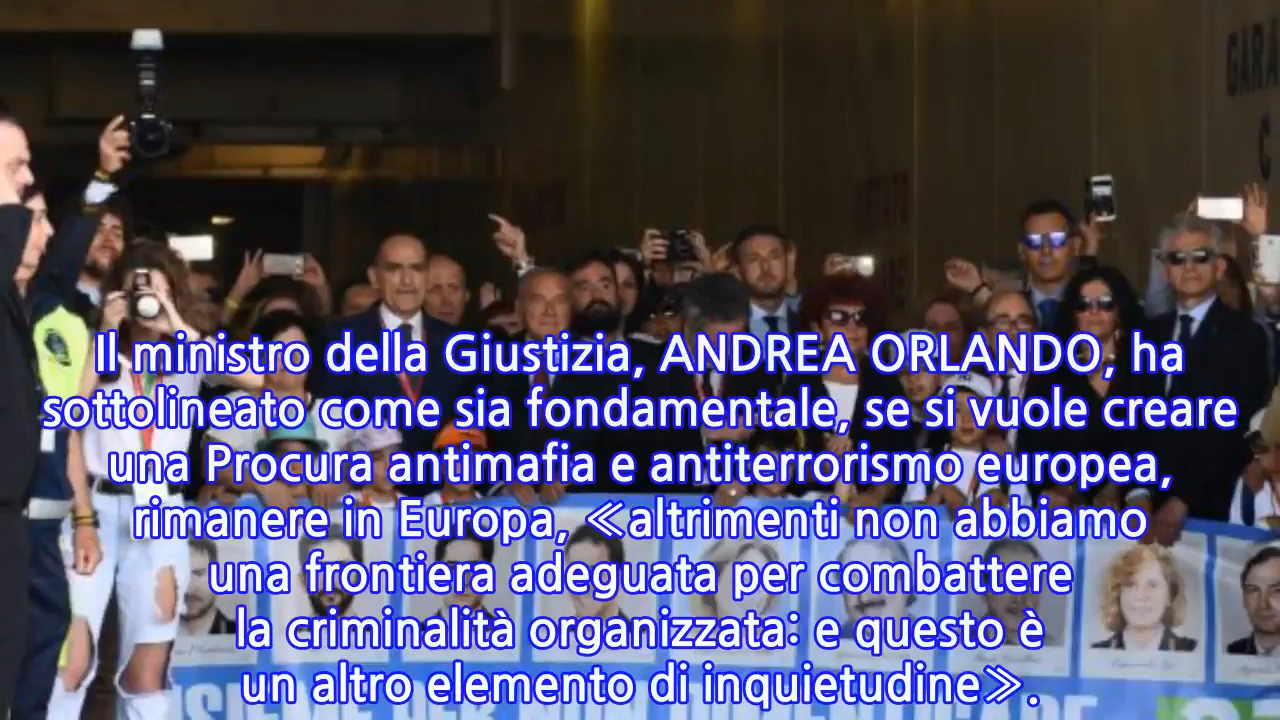 GARA
C
Il ministro della Giustizia, ANDREA ORLANDO, ha
sottolineato come sia fondamentale, se si vuole creare
una Procura antimafia e antiterrorismo europea,
rimanere in Europa, ≪altrimenti non abbiamo
una frontiera adeguata per combattere
la criminalità organizzata: e questo è
un altro elemento di inquietudine≫.